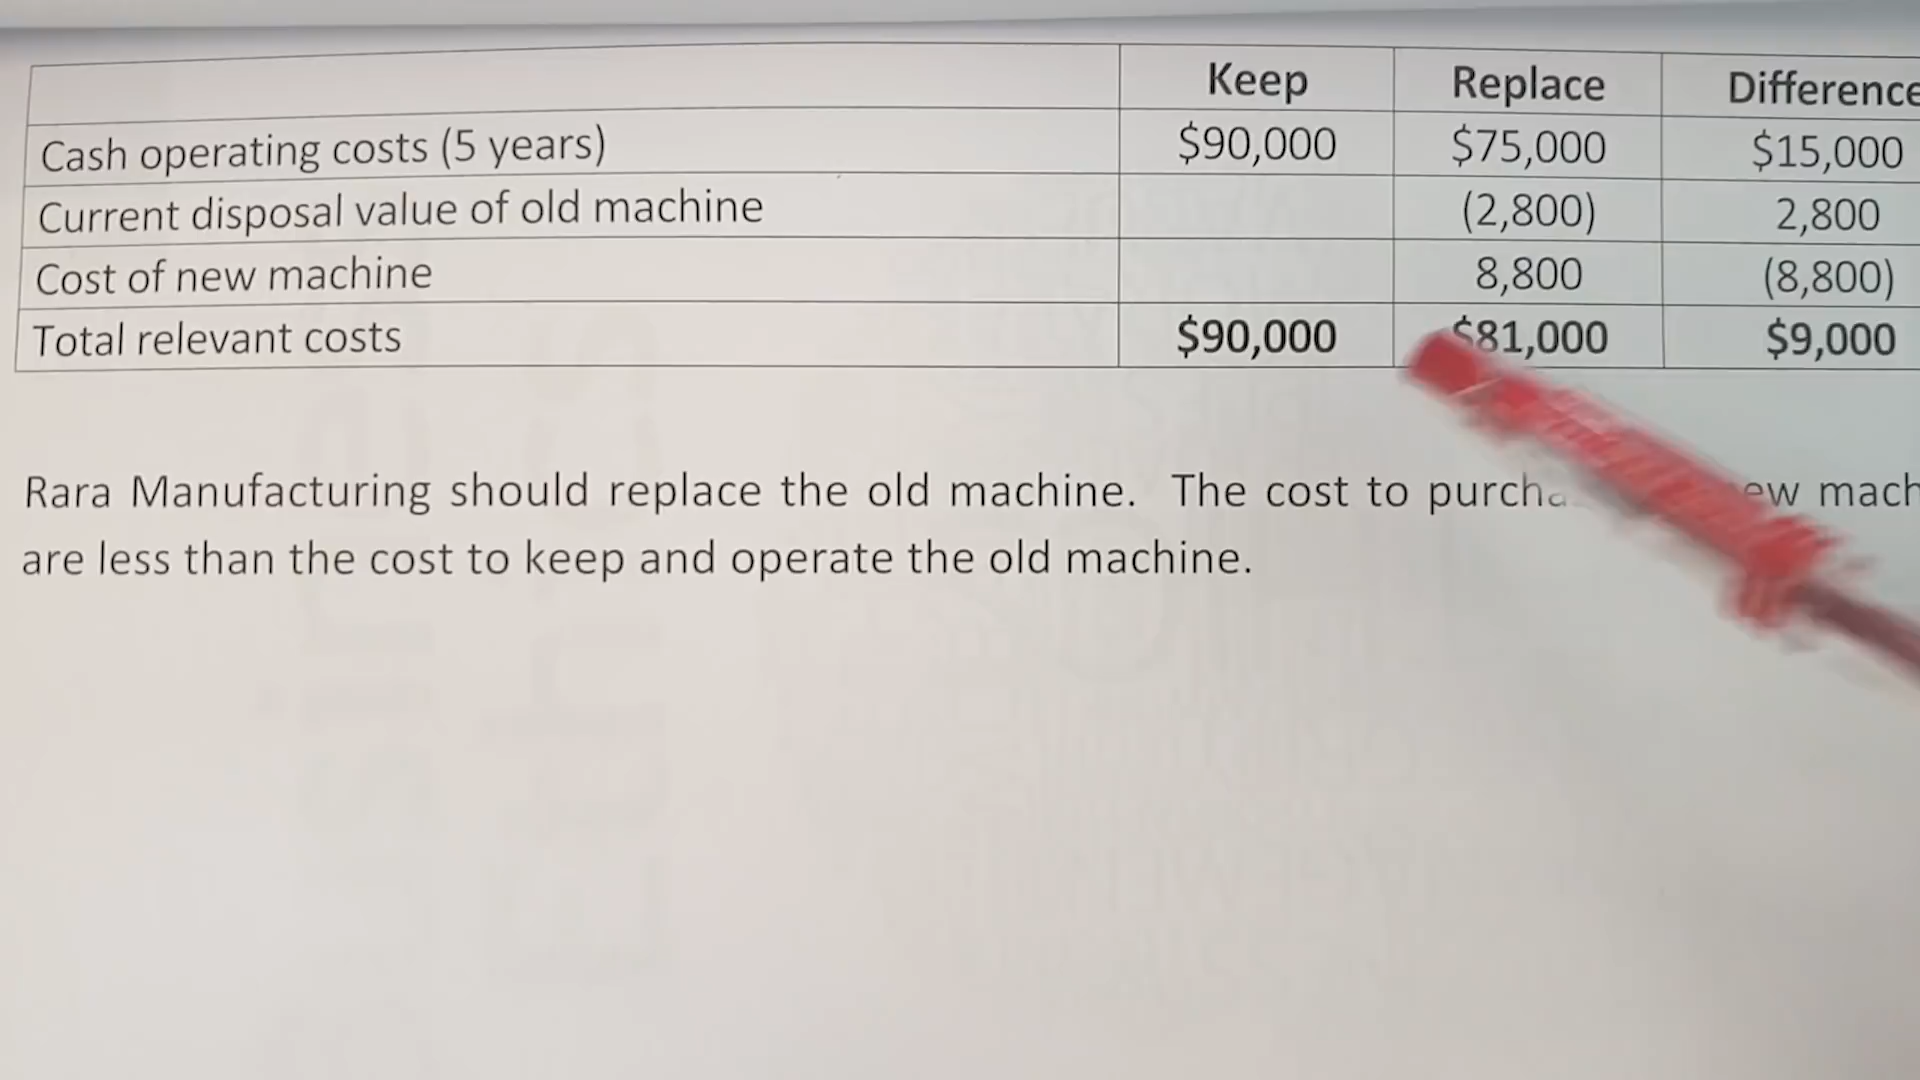 Keep Replace Difference
Cash operating costs (5 years) $90,000 $75,000 $15,000
Current disposal value of old machine (2,800) 2,800
Cost of new machine 8,800 (8,800)
Total relevant costs $90,000 $81,000 $9,000
Rara Manufacturing should replace the old machine. The cost to
are less than the cost to keep and operate the old machine.